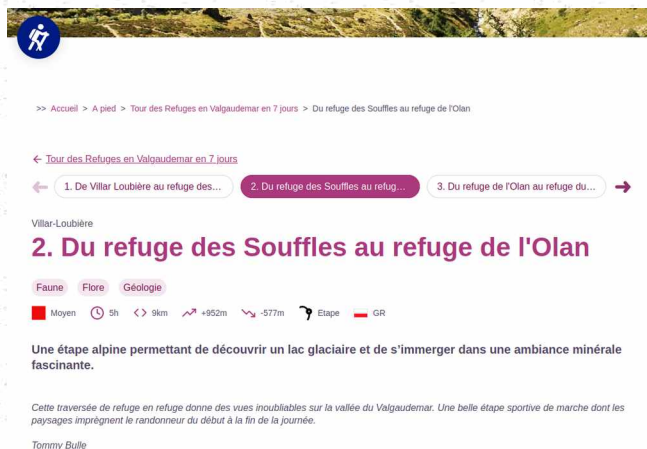 >> Accueil > A pied > Tour des Refuges en Valgaudemar en 7 jours > Du refuge des Souffles au refuge de l'Olan
← Tour des Refuges en Valgaudemar en 7 jours
1. De Villar Loubière au refuge des... 2. Du refuge des Souffles au refug... 3. Du refuge de l'Olan au refuge du...
Villar-Loubière
2. Du refuge des Souffles au refuge de l'Olan
Faune Flore Géologie
Moyen 5h 9km +952m -577m Etape GR
Une étape alpine permettant de découvrir un lac glaciaire et de s'immerger dans une ambiance minérale
fascinante.
Cette traversée de refuge en refuge donne des vues inoubliables sur la vallée du Valgaudemar. Une belle étape sportive de marche dont les
paysages imprègnent le randonneur du début à la fin de la journée.
Tommy Bulle